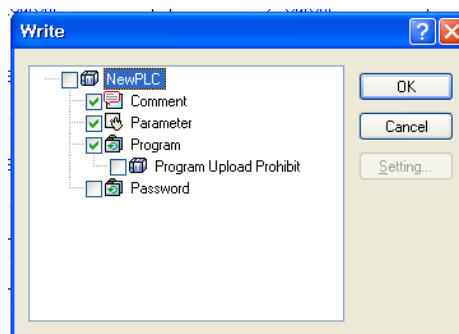 Write
NewPLC
OK
Comment
Parameter
Cancel
Program
Program Upload Prohibit
Setting...
Password